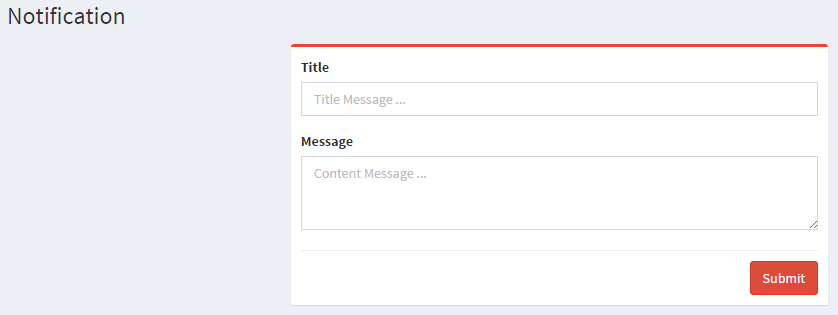 Notification
Title
Title Message ...
Message
Content Message ...
Submit